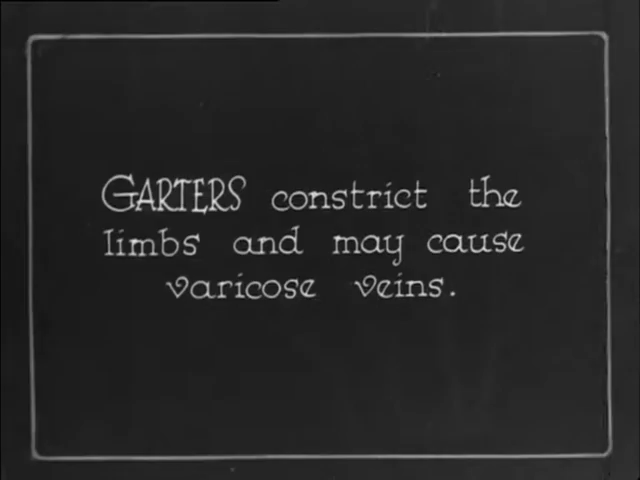 GARTERS constrict the
limbs and may cause
varicose veins.